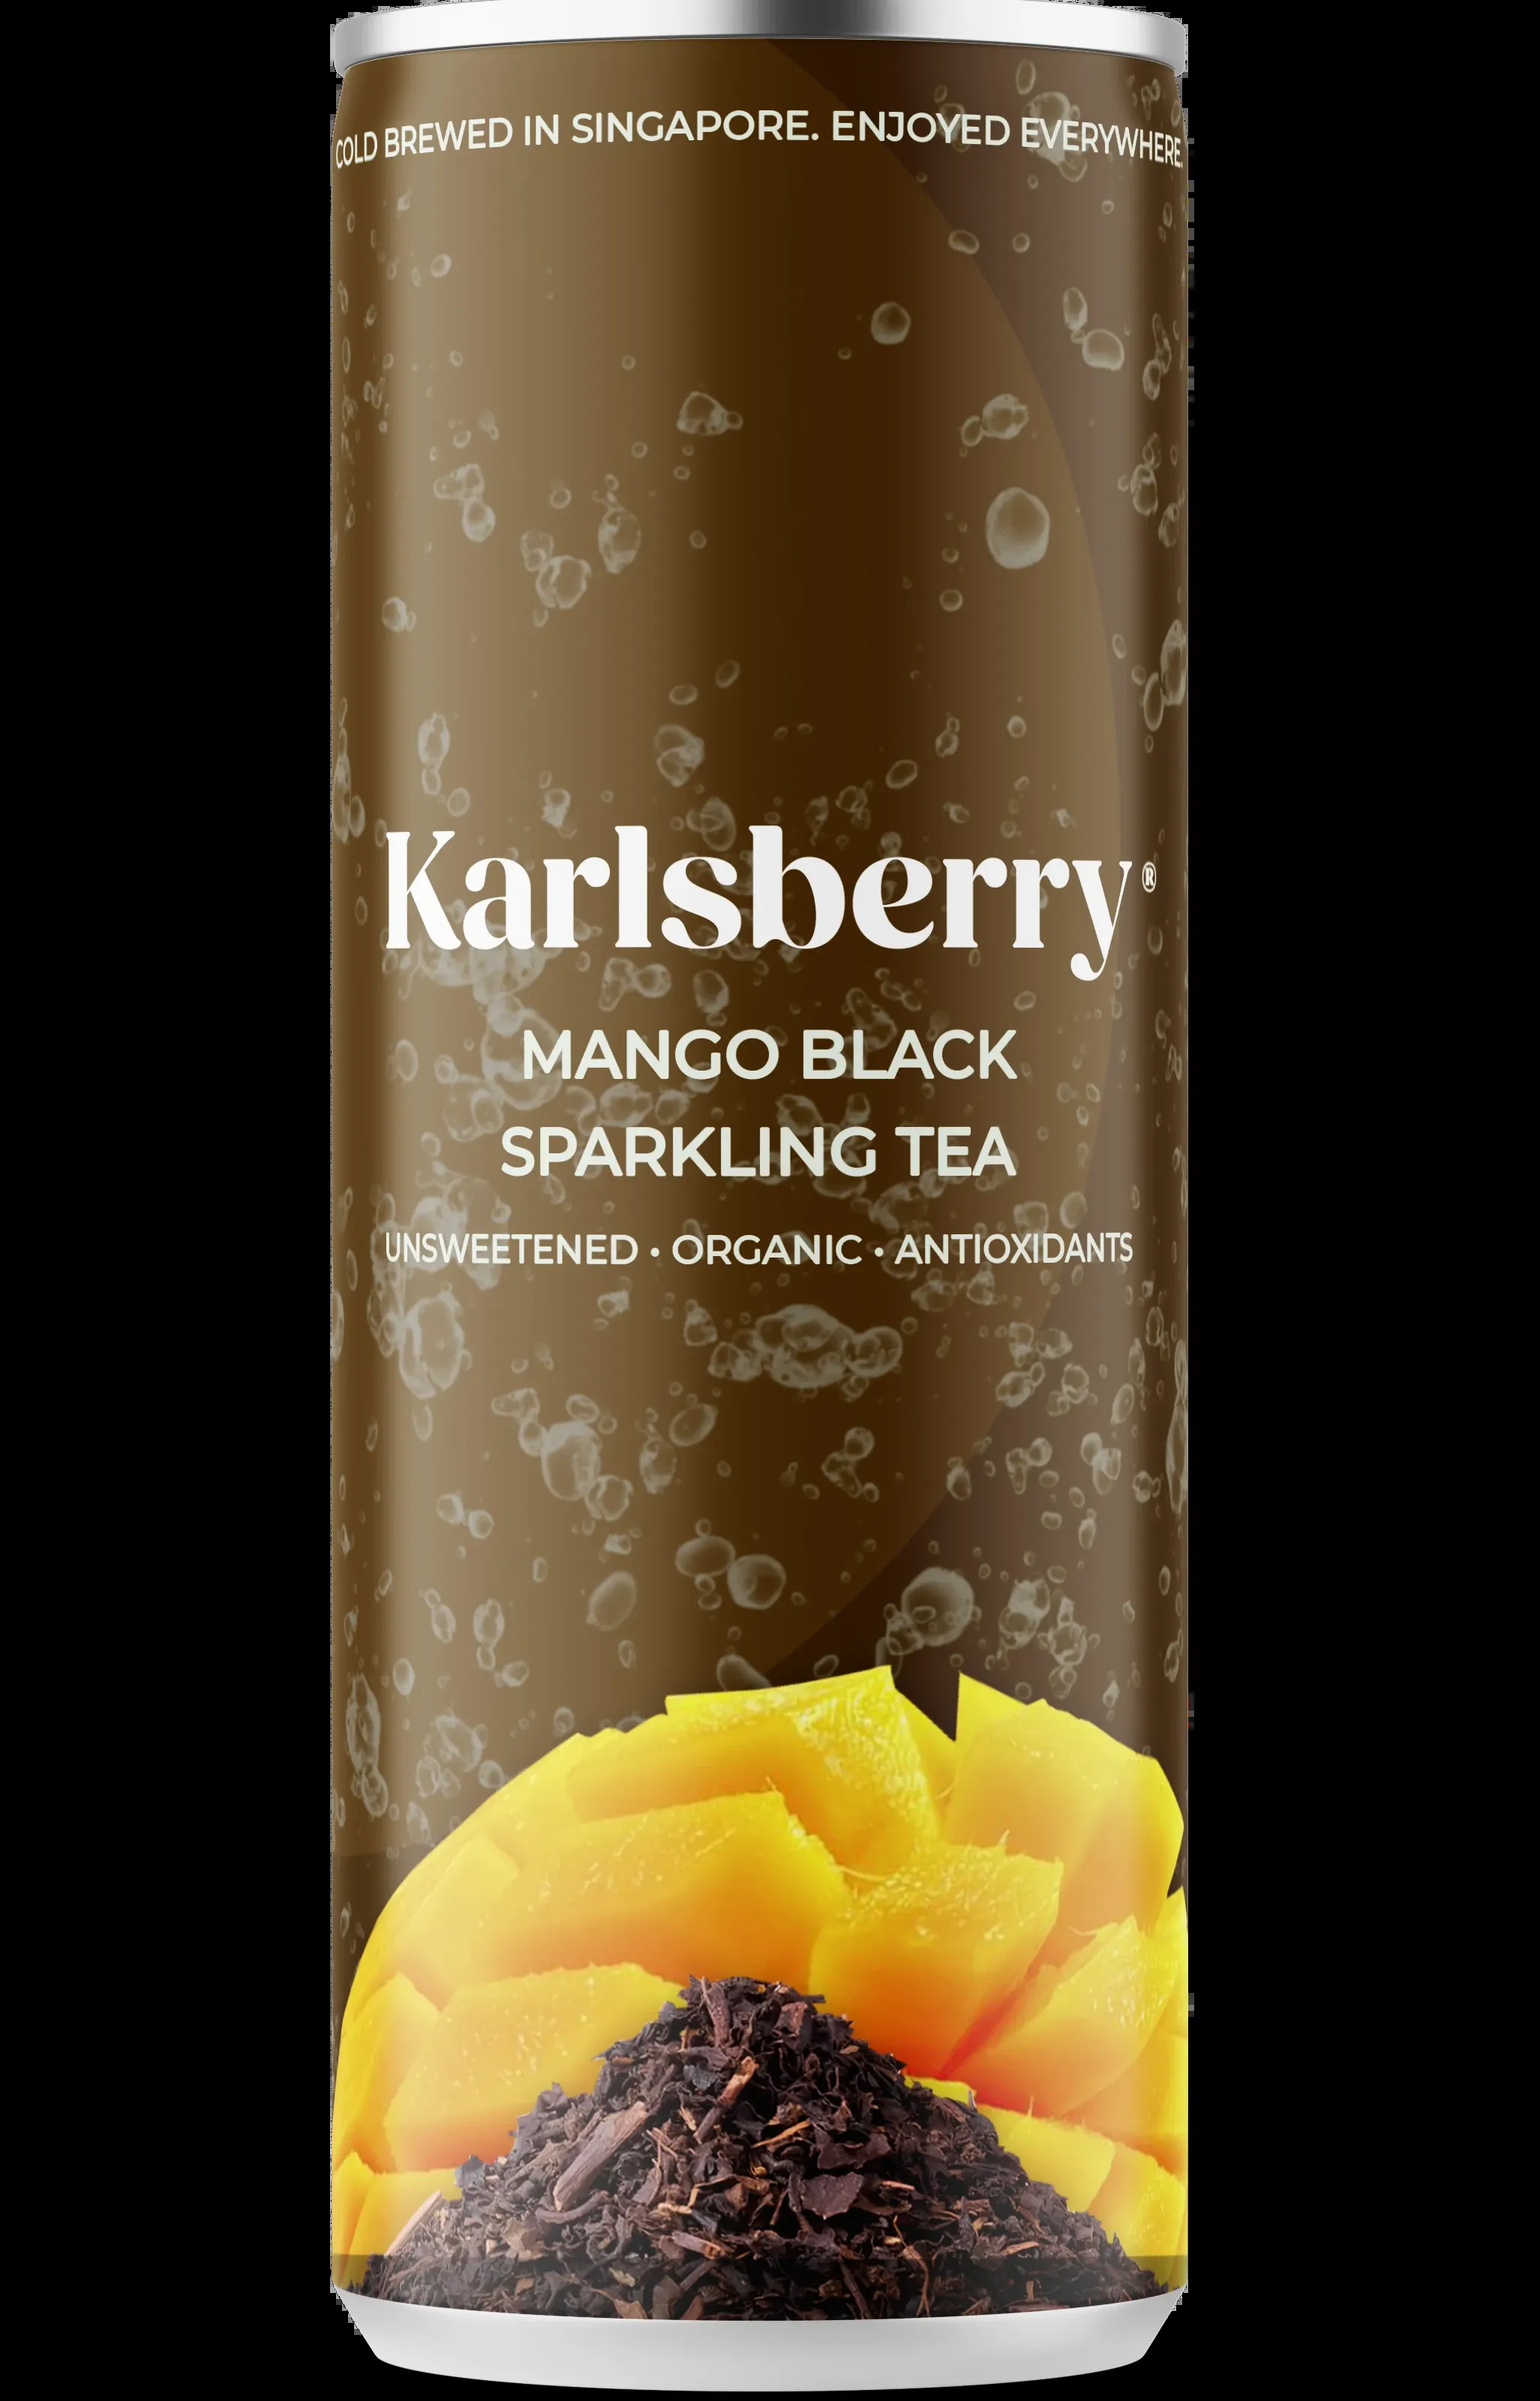 COLD BREWED IN SINGAPORE. ENJOYED EVERYWHERE.
Karlsberry®
MANGO BLACK
SPARKLING TEA
UNSWEETENED • ORGANIC • ANTIOXIDANTS